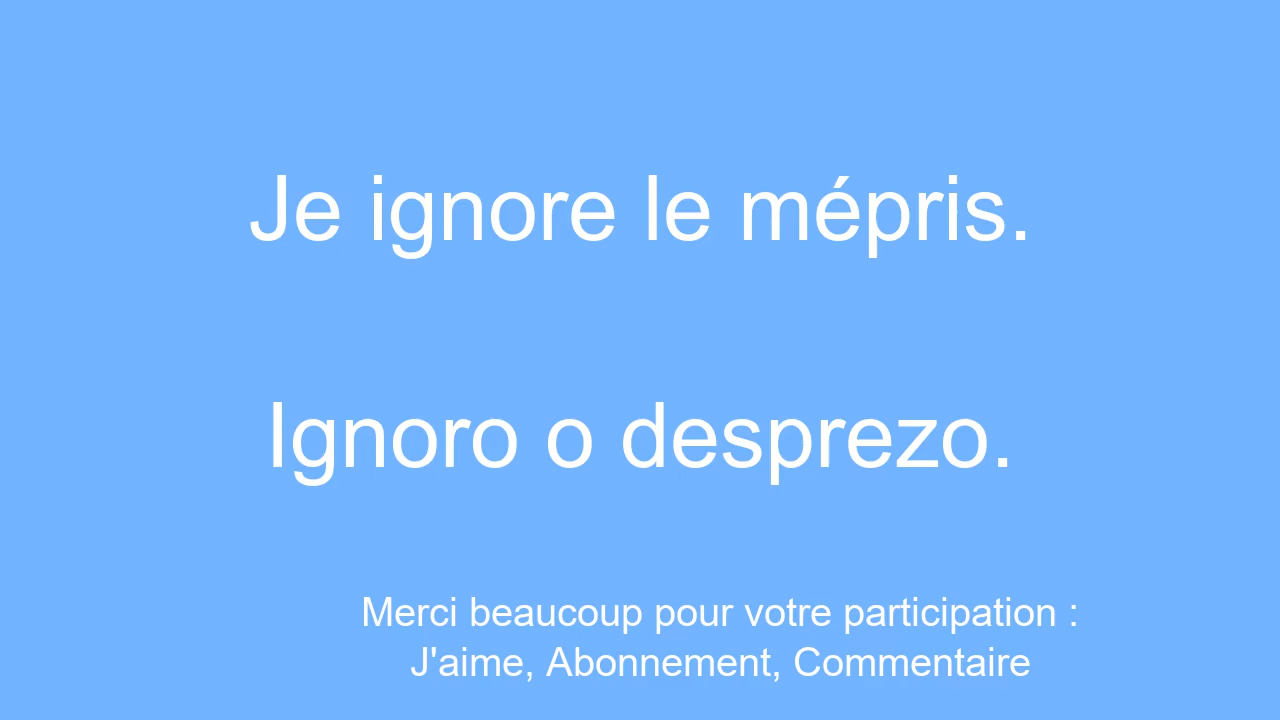 Je ignore le mépris.
Ignoro o desprezo.
Merci beaucoup pour votre participation :
J'aime, Abonnement, Commentaire